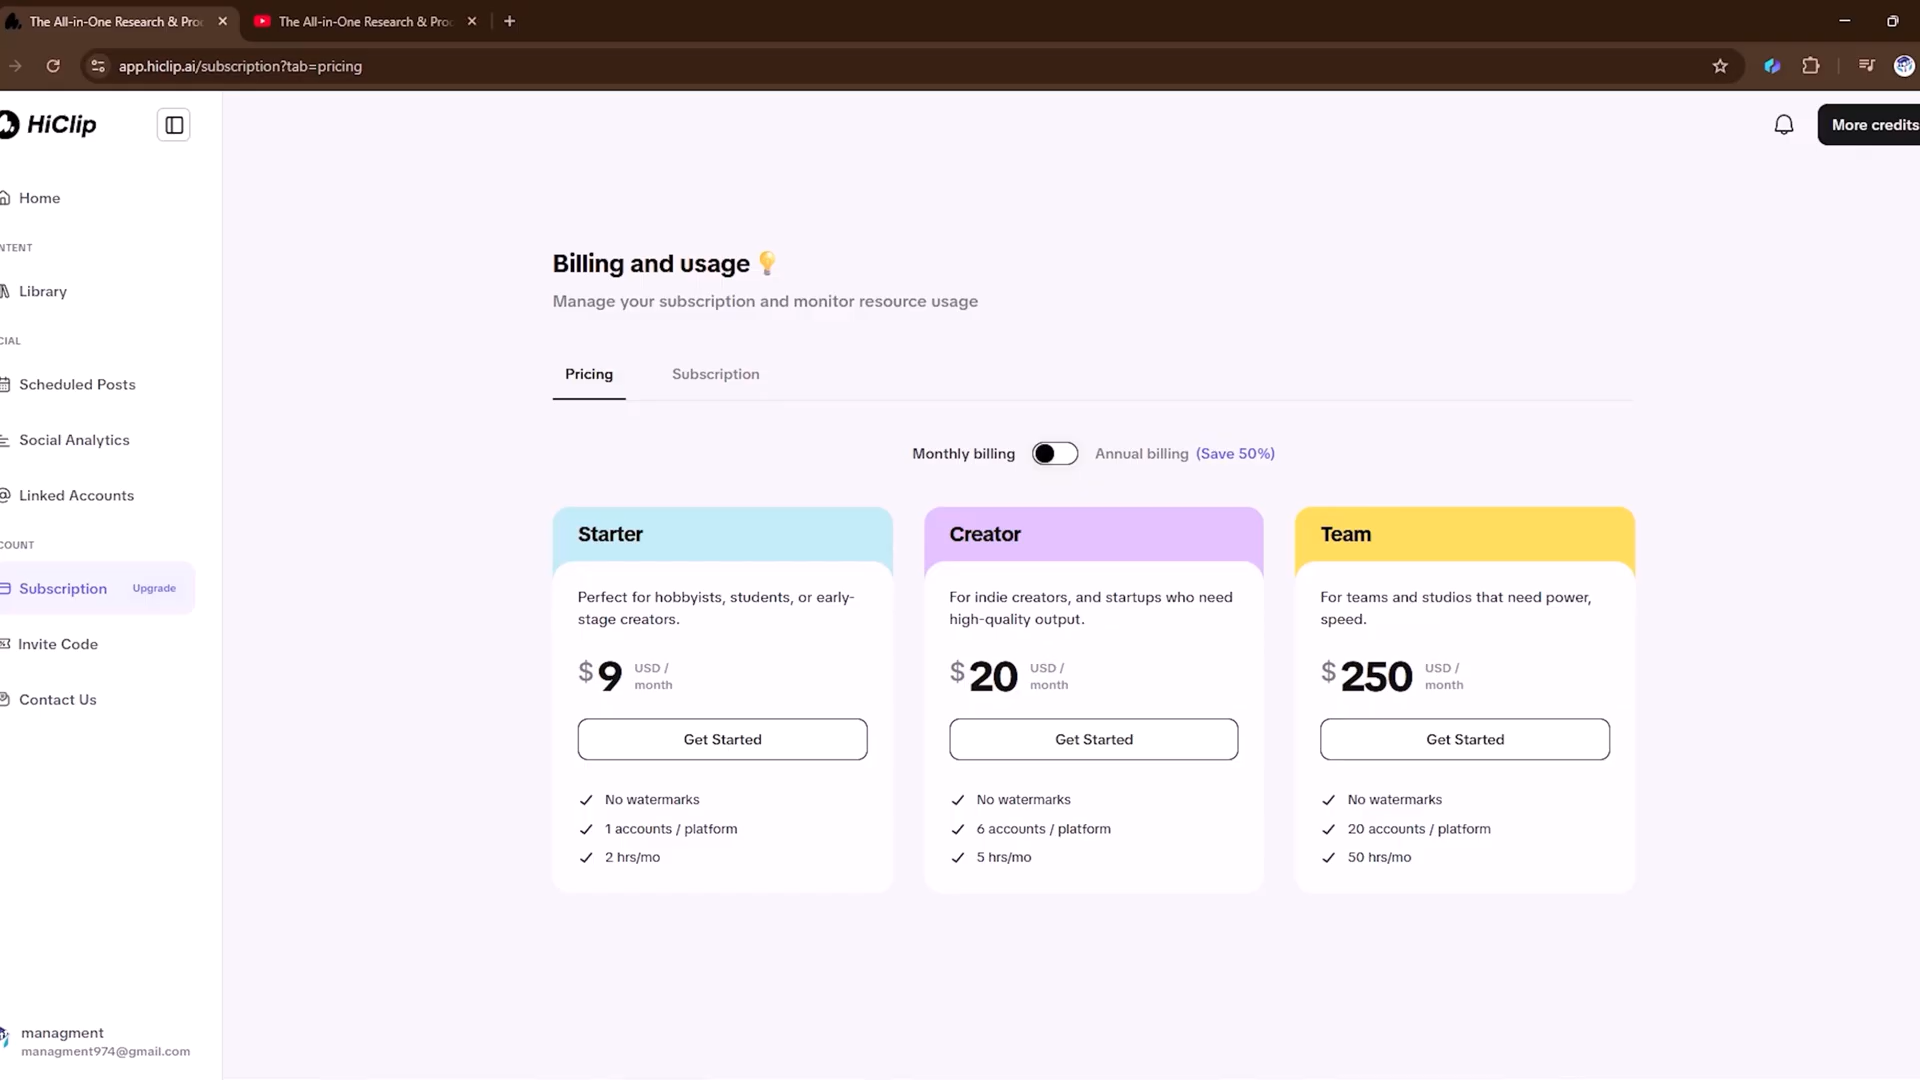 The All-in-One Research & Pro
The All-in-One Research & Pro
app.hiclip.ai/subscription?tab=pricing
HiClip
More credits
Home
NTENT
Library
CIAL
Scheduled Posts
Social Analytics
Linked Accounts
COUNT
Subscription Upgrade
Invite Code
Contact Us
managment
managment974@gmail.com
Billing and usage
Manage your subscription and monitor resource usage
Pricing Subscription
Monthly billing Annual billing (Save 50%)
Starter
Perfect for hobbyists, students, or early-
stage creators.
$9 USD /
month
Get Started
No watermarks
1 accounts / platform
2 hrs/mo
Creator
For indie creators, and startups who need
high-quality output.
$20 USD /
month
Get Started
No watermarks
6 accounts / platform
5 hrs/mo
Team
For teams and studios that need power,
speed.
$250 USD /
month
Get Started
No watermarks
20 accounts / platform
50 hrs/mo